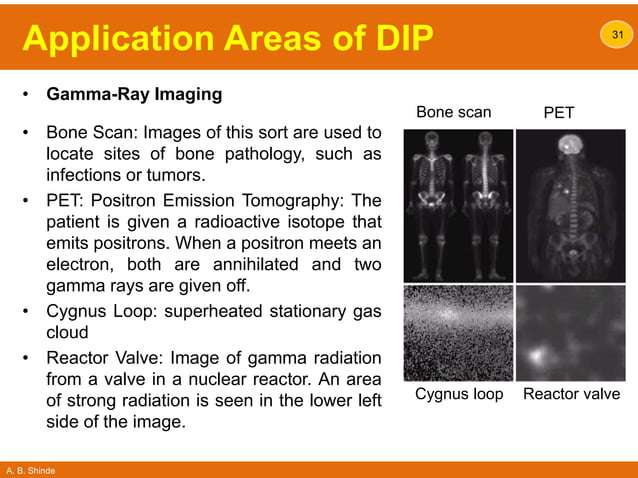 Application Areas of DIP
31
• Gamma-Ray Imaging
• Bone Scan: Images of this sort are used to
locate sites of bone pathology, such as
infections or tumors.
• PET: Positron Emission Tomography: The
patient is given a radioactive isotope that
emits positrons. When a positron meets an
electron, both are annihilated and two
gamma rays are given off.
• Cygnus Loop: superheated stationary gas
cloud
• Reactor Valve: Image of gamma radiation
from a valve in a nuclear reactor. An area
of strong radiation is seen in the lower left
side of the image.
Bone scan PET
Cygnus loop Reactor valve
A. B. Shinde